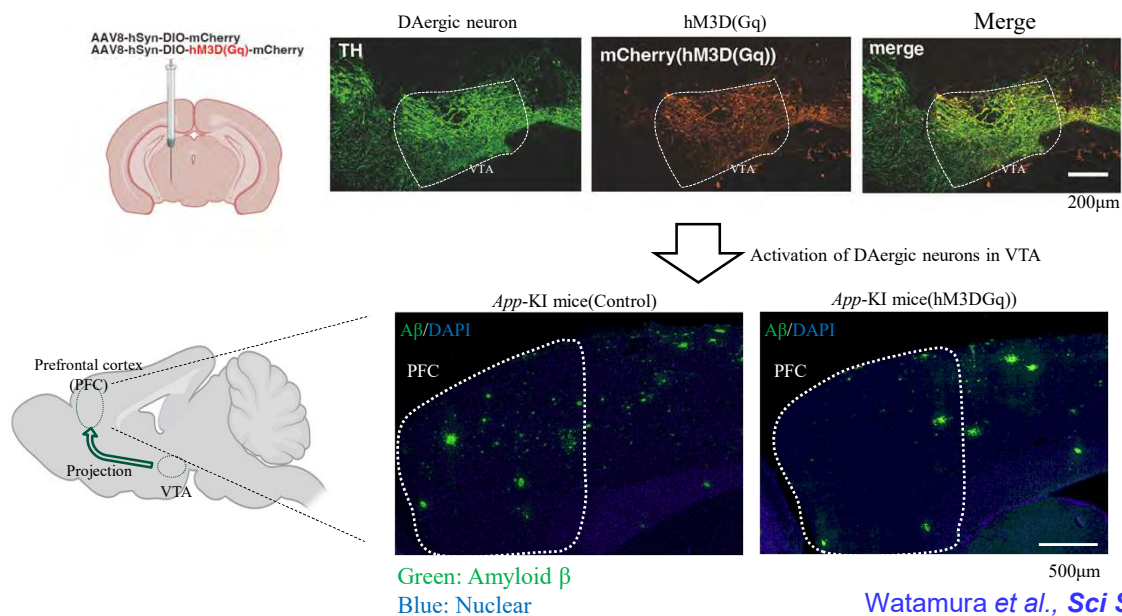 AAV8-hSyn-DIO-mCherry
AAV8-hSyn-DIO-hM3D(Gq)-mCherry
DAergic neuron
hM3D(Gq)
Merge
TH
mCherry(hM3D(Gq))
merge
VTA
VTA
VTA
200μm
Activation of DAergic neurons in VTA
App-KI mice(Control)
App-KI mice(hM3DGq))
Aβ/DAPI
Aβ/DAPI
PFC
PFC
Prefrontal cortex
(PFC)
Projection
VTA
500μm
Green: Amyloid β
Blue: Nuclear
Watamura et al., Sci S